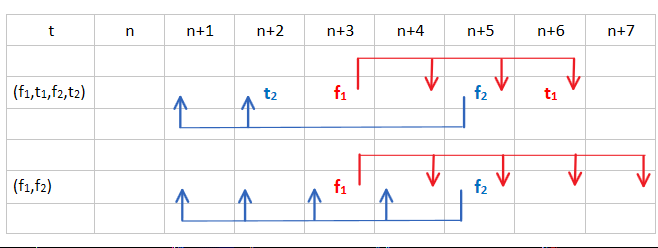 t n n+1 n+2 n+3 n+4 n+5 n+6 n+7
(f₁,t₁,f₂,t₂) t₂ f₁ f₂ t₁
(f₁,f₂) f₁ f₂